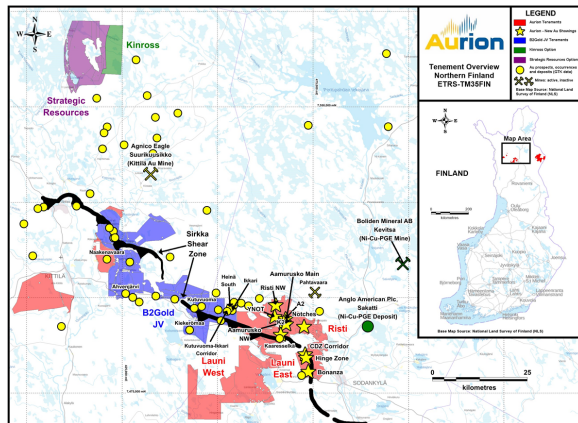 Kinross
Strategic
Resources
Agnico Eagle
Suurikuusikko
(Kittilä Au Mine)
Boliden Mineral AB
Kevitsa
(Ni-Cu-PGE Mine)
Sirkka
Shear
Zone
Naakenavaara
KITTILÄ
Ahvenjärvi
B2Gold
JV
Kutuvuoma
Kiekerömaa
Heinä
South
Ikkari
YNOT
Risti NW
Aamurusko Main
Pahtavaara
A2
Notches
Aamurusko
NW
Kaaresselkä
Kutuvuoma-Ikkari
Corridor
Launi
West
Launi
East
Risti
CDZ Corridor
Hinge Zone
Bonanza
Anglo American Plc.
Sakatti
(Ni-Cu-PGE Deposit)
SODANKYLÄ
N
W E
S
Aurion
Tenement Overview
Northern Finland
ETRS-TM35FIN
LEGEND
Aurion Tenements
Aurion - New Au Showings
B2Gold JV Tenements
Kinross Option
Strategic Resources Option
Au prospects, occurrences
and deposits (GTK data)
Mines: active, inactive
Base Map Source: National Land
Survey of Finland (NLS)
N
W E
S
Map Area
FINLAND
0 200
kilometres
Base Map Source: National Land Survey of Finland (NLS)
0 25
kilometres